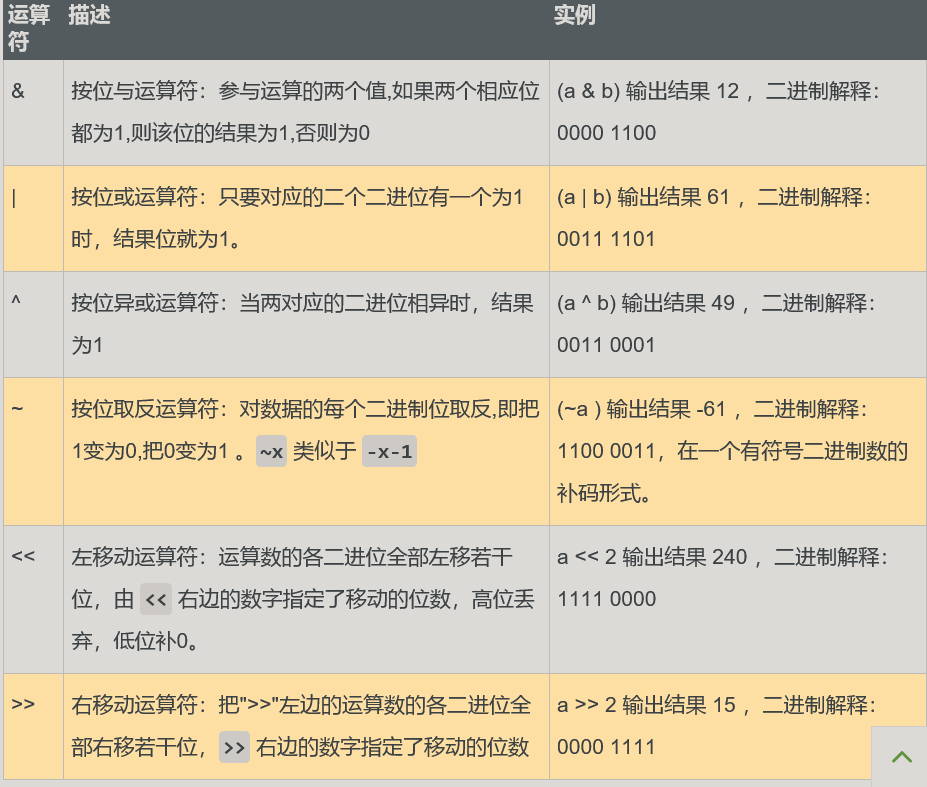 运算符 描述 实例
& 按位与运算符：参与运算的两个值,如果两个相应位 (a & b) 输出结果 12 ，二进制解释：
都为1,则该位的结果为1,否则为0 0000 1100
| 按位或运算符：只要对应的二个二进位有一个为1 (a | b) 输出结果 61 ，二进制解释：
时，结果位就为1。 0011 1101
^ 按位异或运算符：当两对应的二进位相异时，结果 (a ^ b) 输出结果 49 ，二进制解释：
为1 0011 0001
~ 按位取反运算符：对数据的每个二进制位取反,即把 (~a ) 输出结果 -61 ，二进制解释：
1变为0,把0变为1 。~x 类似于 -x-1 1100 0011，在一个有符号二进制数的
补码形式。
<< 左移动运算符：运算数的各二进位全部左移若干 a << 2 输出结果 240 ，二进制解释：
位，由 << 右边的数字指定了移动的位数，高位丢 1111 0000
弃，低位补0。
>> 右移动运算符：把">>"左边的运算数的各二进位全 a >> 2 输出结果 15 ，二进制解释：
部右移若干位，>> 右边的数字指定了移动的位数 0000 1111